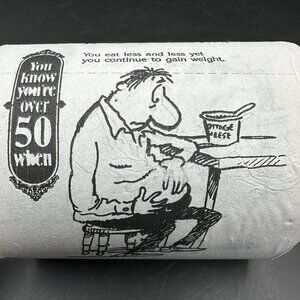 You eat less and less yet
you continue to gain weight.
You
know
you're
over
50
when
COTTAGE
CHEESE